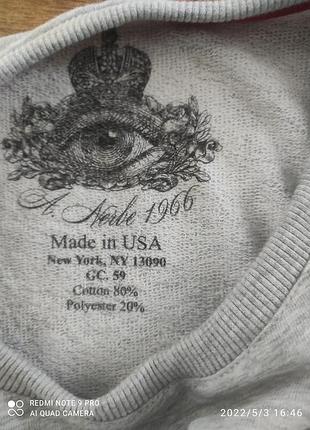 A. Nerbe 1966
Made in USA
New York, NY 13090
GC. 59
Cotton 80%
Polyester 20%
REDMI NOTE 9 PRO
AI QUAD CAMERA
2022/5/3 16:46